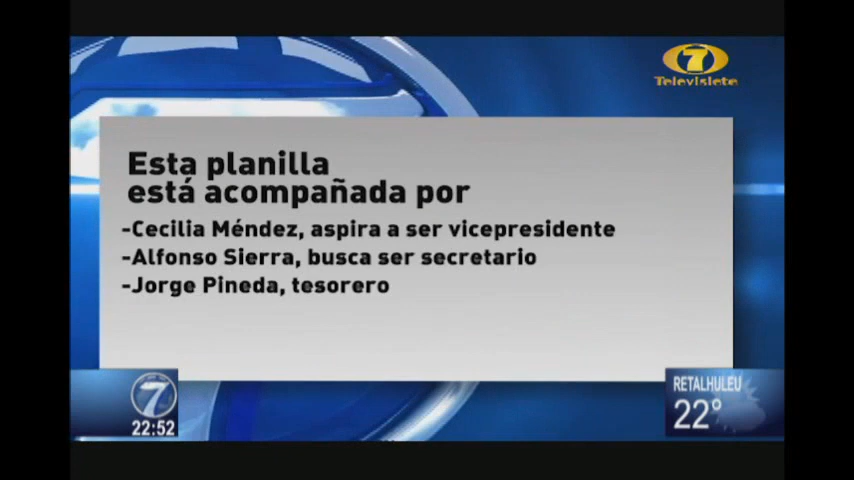 7
Televisiete
Esta planilla
está acompañada por
-Cecilia Méndez, aspira a ser vicepresidente
-Alfonso Sierra, busca ser secretario
-Jorge Pineda, tesorero
7
22:52
RETALHULEU
22°